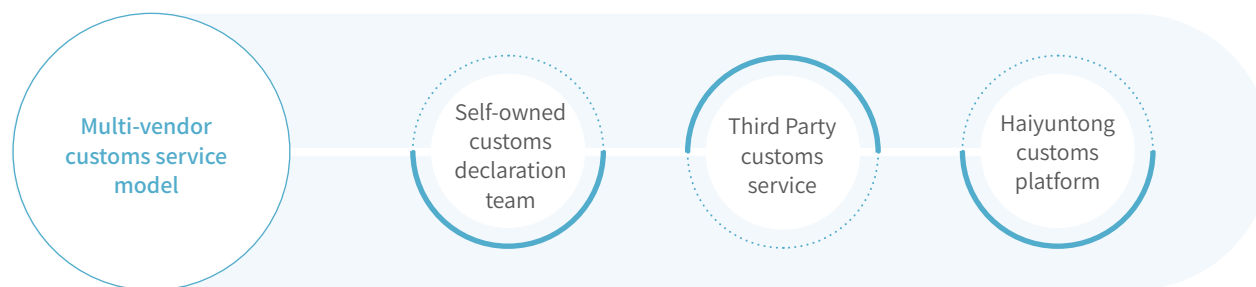 Multi-vendor
customs service
model
Self-owned
customs
declaration
team
Third Party
customs
service
Haiyuntong
customs
platform